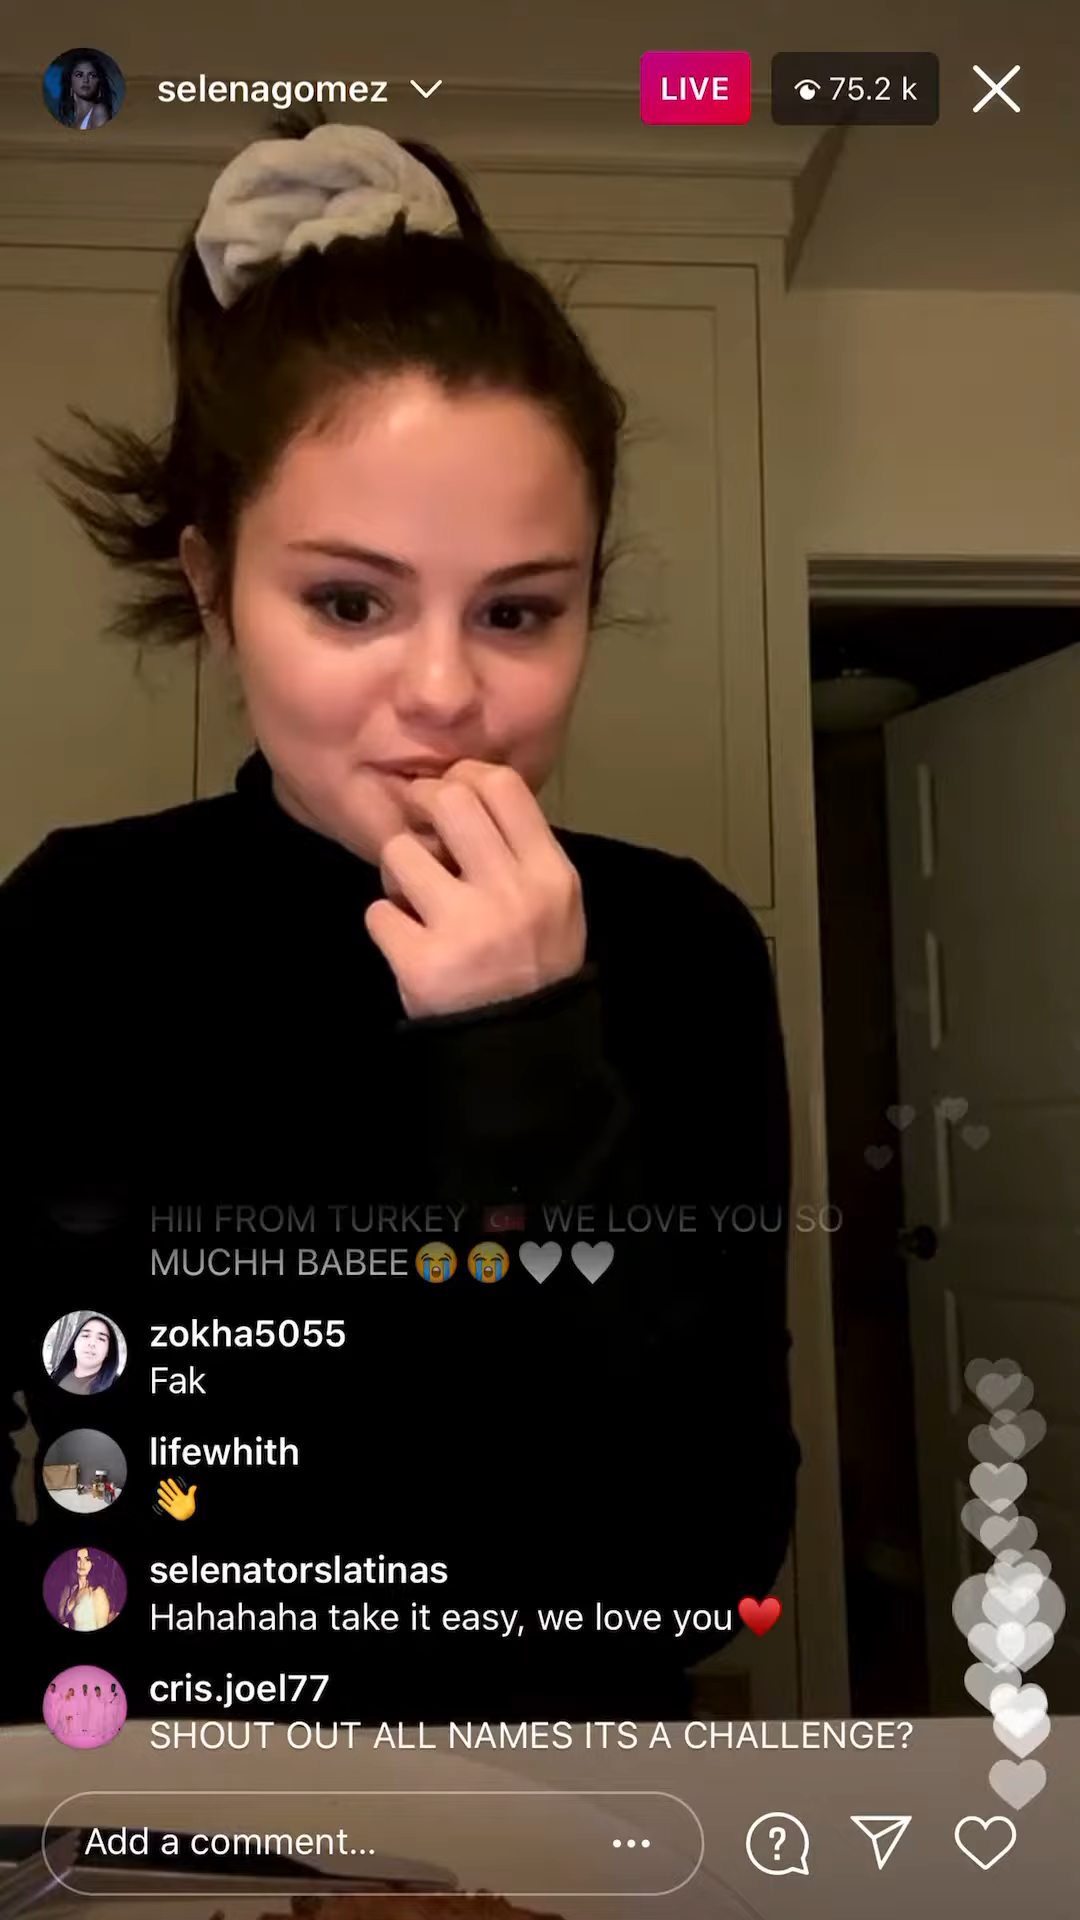 selenagomez
LIVE
75.2 k
HIII FROM TURKEY 🇹🇷 WE LOVE YOU SO
MUCHH BABEE😭😭🤍🤍
zokha5055
Fak
lifewhith
👋
selenatorslatinas
Hahahaha take it easy, we love you❤️
cris.joel77
SHOUT OUT ALL NAMES ITS A CHALLENGE?
Add a comment...